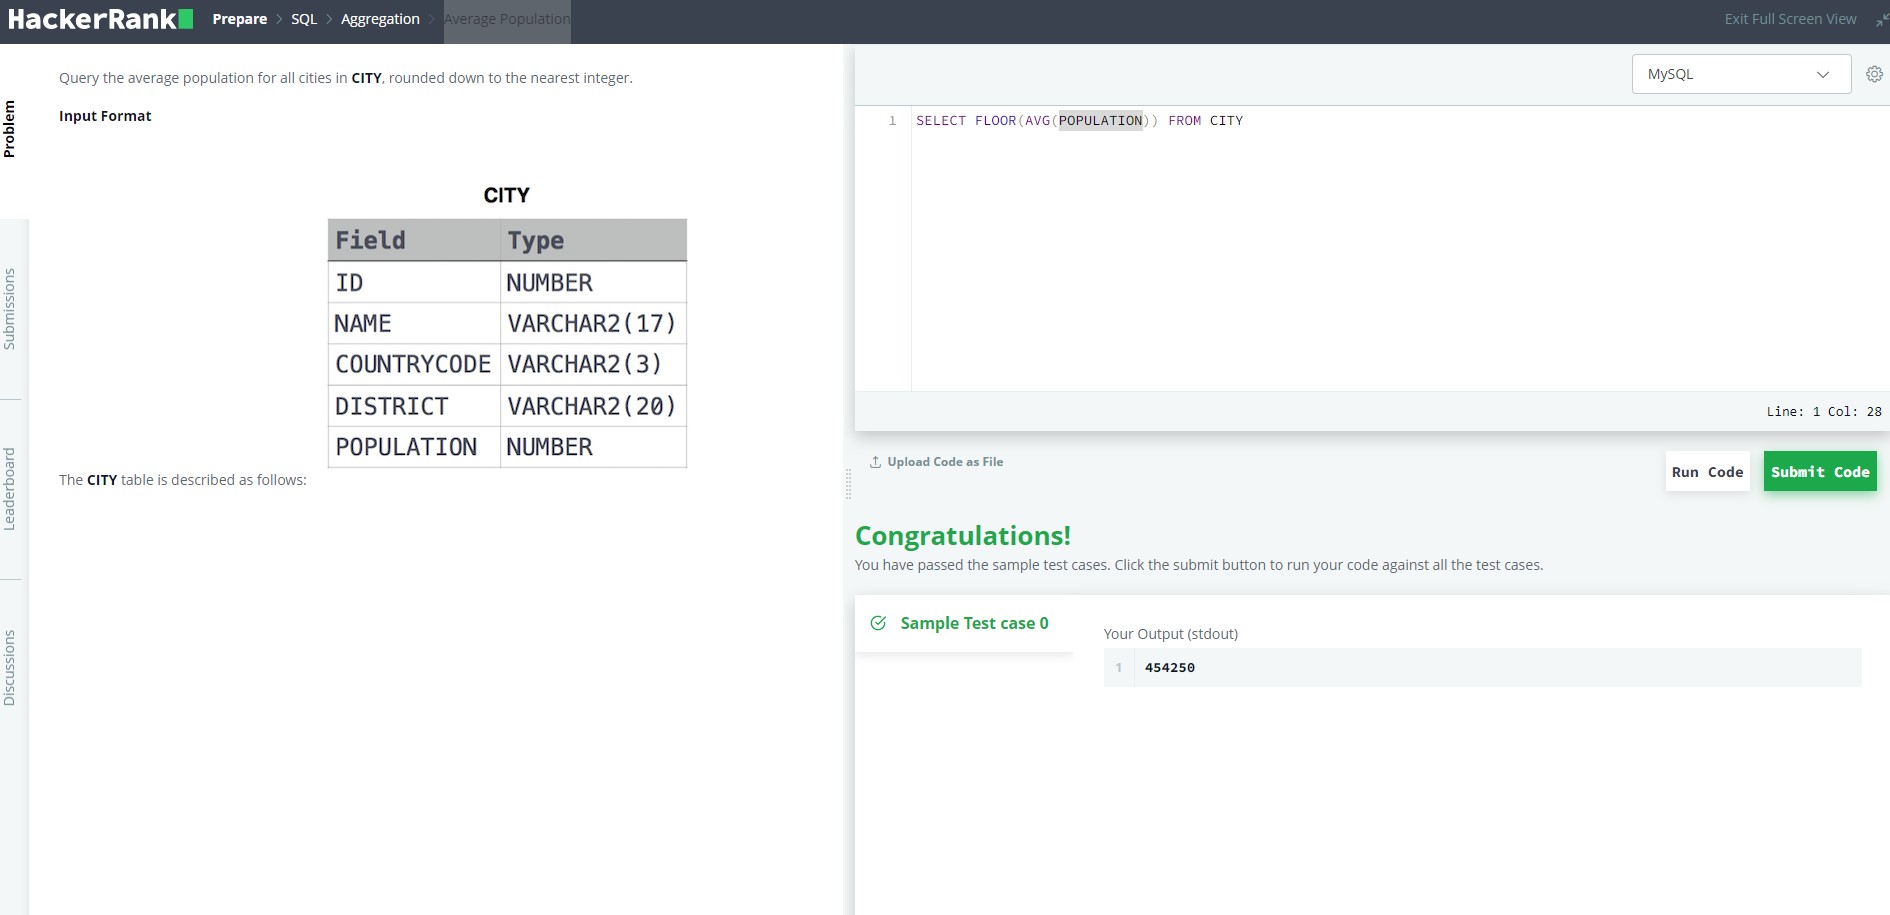 HackerRank Prepare > SQL > Aggregation > Average Population Exit Full Screen View
Problem
Submissions
Leaderboard
Discussions
Query the average population for all cities in CITY, rounded down to the nearest integer.
Input Format
CITY
Field Type
ID NUMBER
NAME VARCHAR2(17)
COUNTRYCODE VARCHAR2(3)
DISTRICT VARCHAR2(20)
POPULATION NUMBER
The CITY table is described as follows:
MySQL
1 SELECT FLOOR(AVG(POPULATION)) FROM CITY
Line: 1 Col: 28
Upload Code as File
Run Code Submit Code
Congratulations!
You have passed the sample test cases. Click the submit button to run your code against all the test cases.
Sample Test case 0
Your Output (stdout)
1 454250